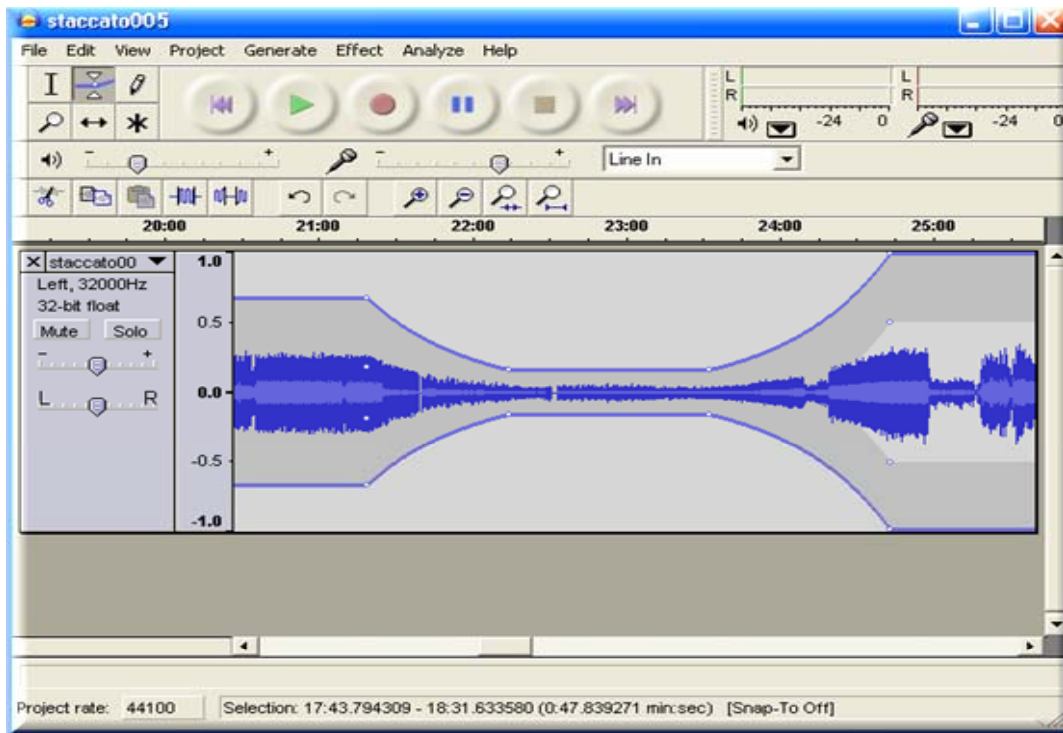 staccato005
File Edit View Project Generate Effect Analyze Help
L
R
-24 0
L
R
-24 0
- +
- +
Line In
20:00 21:00 22:00 23:00 24:00 25:00
X staccato00
Left, 32000Hz
32-bit float
Mute Solo
- +
L R
1.0
0.5
0.0
-0.5
-1.0
Project rate: 44100 Selection: 17:43.794309 - 18:31.633580 (0:47.839271 min:sec) [Snap-To Off]